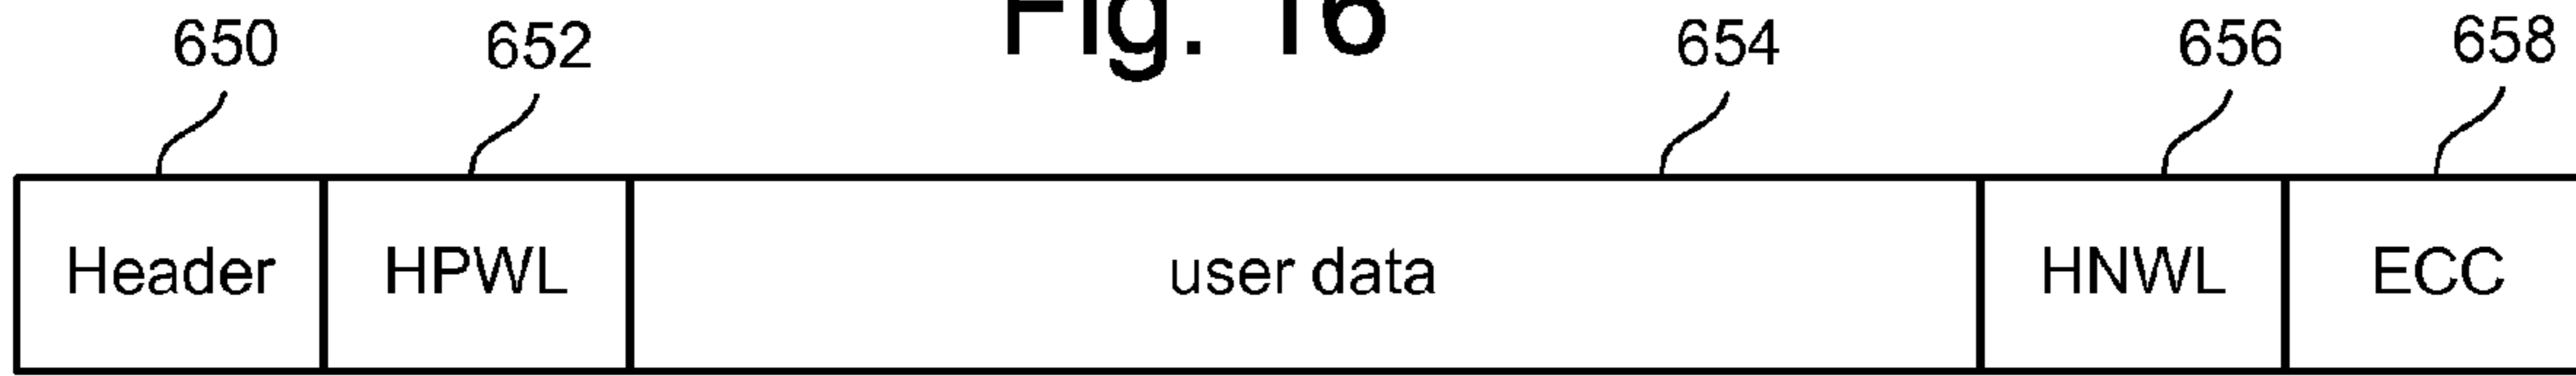 Fig. 16
650 652 654 656 658
Header HPWL user data HNWL ECC